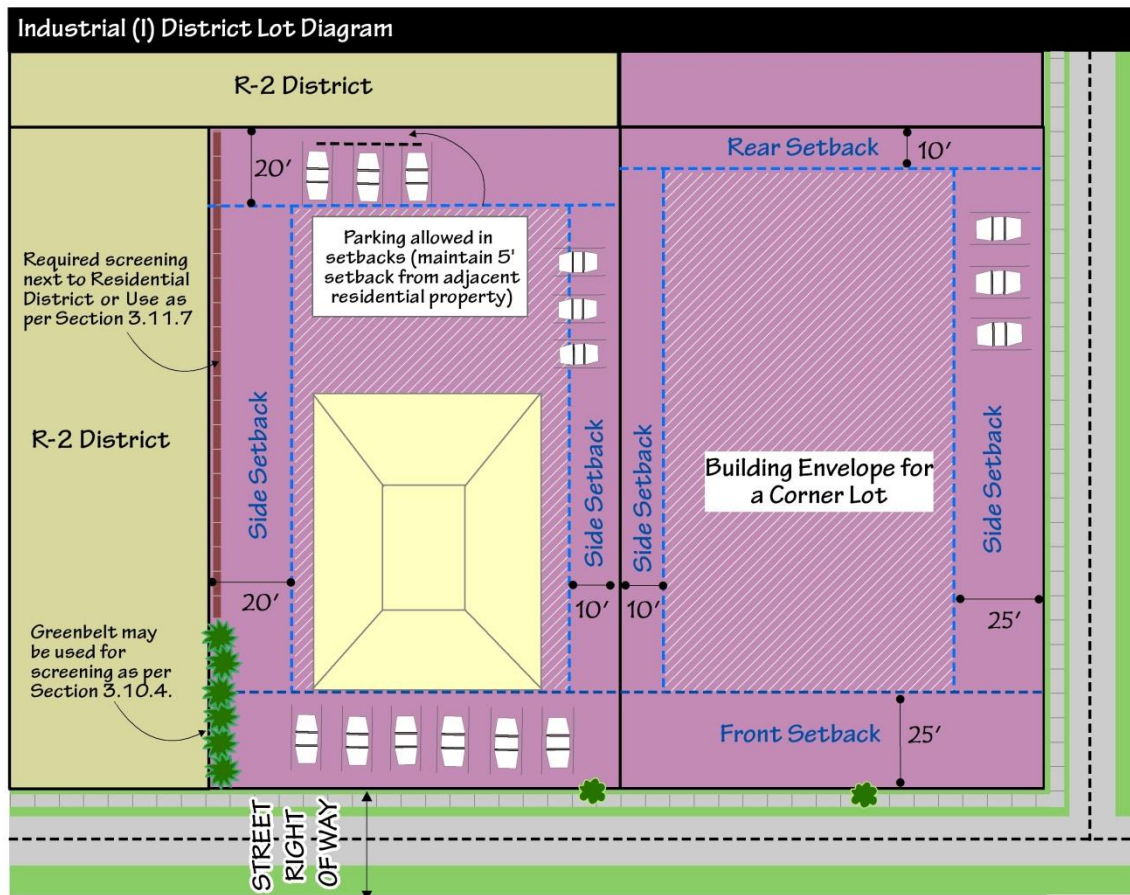 Industrial (I) District Lot Diagram
R-2 District
20'
Rear Setback
10'
Parking allowed in
setbacks (maintain 5'
setback from adjacent
residential property)
Required screening
next to Residential
District or Use as
per Section 3.11.7
R-2 District
Side Setback
Side Setback
Side Setback
Building Envelope for
a Corner Lot
Side Setback
20'
10'
10'
25'
Greenbelt may
be used for
screening as per
Section 3.10.4.
Front Setback
25'
STREET
RIGHT
OF WAY